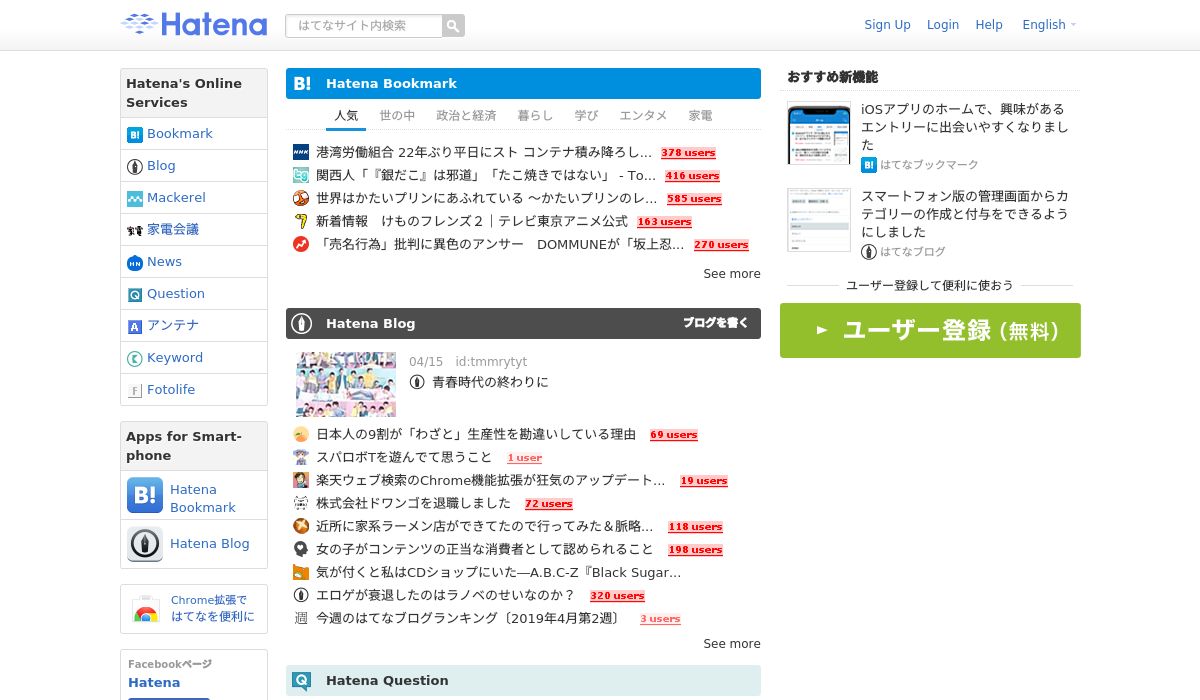 Hatena
はてなサイト内検索
Sign Up
Login
Help
English
Hatena's Online
Services
Bookmark
Blog
Mackerel
家電会議
News
Question
アンテナ
Keyword
Fotolife
Apps for Smart-
phone
Hatena
Bookmark
Hatena Blog
Chrome拡張で
はてなを便利に
Facebookページ
Hatena
Hatena Bookmark
人気 世の中 政治と経済 暮らし 学び エンタメ 家電
港湾労働組合 22年ぶり平日にスト コンテナ積み降ろし... 378 users
関西人「『銀だこ』は邪道」「たこ焼きではない」 - To... 416 users
世界はかたいプリンにあふれている 〜かたいプリンのレ... 585 users
新着情報　けものフレンズ２｜テレビ東京アニメ公式 163 users
「売名行為」批判に異色のアンサー　DOMMUNEが「坂上忍... 270 users
See more
Hatena Blog ブログを書く
04/15 id:tmmrytyt
青春時代の終わりに
日本人の9割が「わざと」生産性を勘違いしている理由 69 users
スパロボTを遊んでて思うこと 1 user
楽天ウェブ検索のChrome機能拡張が狂気のアップデート... 19 users
株式会社ドワンゴを退職しました 72 users
近所に家系ラーメン店ができてたので行ってみた＆脈略... 118 users
女の子がコンテンツの正当な消費者として認められること 198 users
気が付くと私はCDショップにいた―A.B.C-Z『Black Sugar...
エロゲが衰退したのはラノベのせいなのか？ 320 users
今週のはてなブログランキング〔2019年4月第2週〕 3 users
See more
Hatena Question
おすすめ新機能
iOSアプリのホームで、興味がある
エントリーに出会いやすくなりまし
た
はてなブックマーク
スマートフォン版の管理画面からカ
テゴリーの作成と付与をできるよう
にしました
はてなブログ
ユーザー登録して便利に使おう
ユーザー登録（無料）